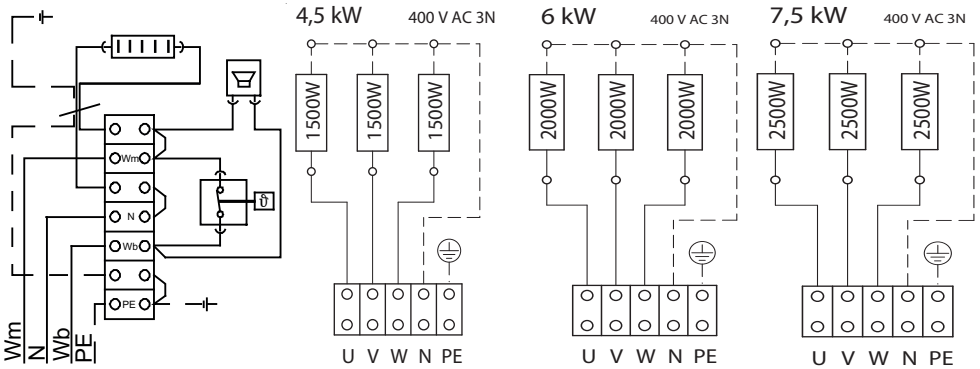 4,5 kW 400 V AC 3N
6 kW 400 V AC 3N
7,5 kW 400 V AC 3N
1500W 1500W 1500W
2000W 2000W 2000W
2500W 2500W 2500W
Wm
ϑ
N
Wb
PE
Wm N Wb PE
U V W N PE
U V W N PE
U V W N PE